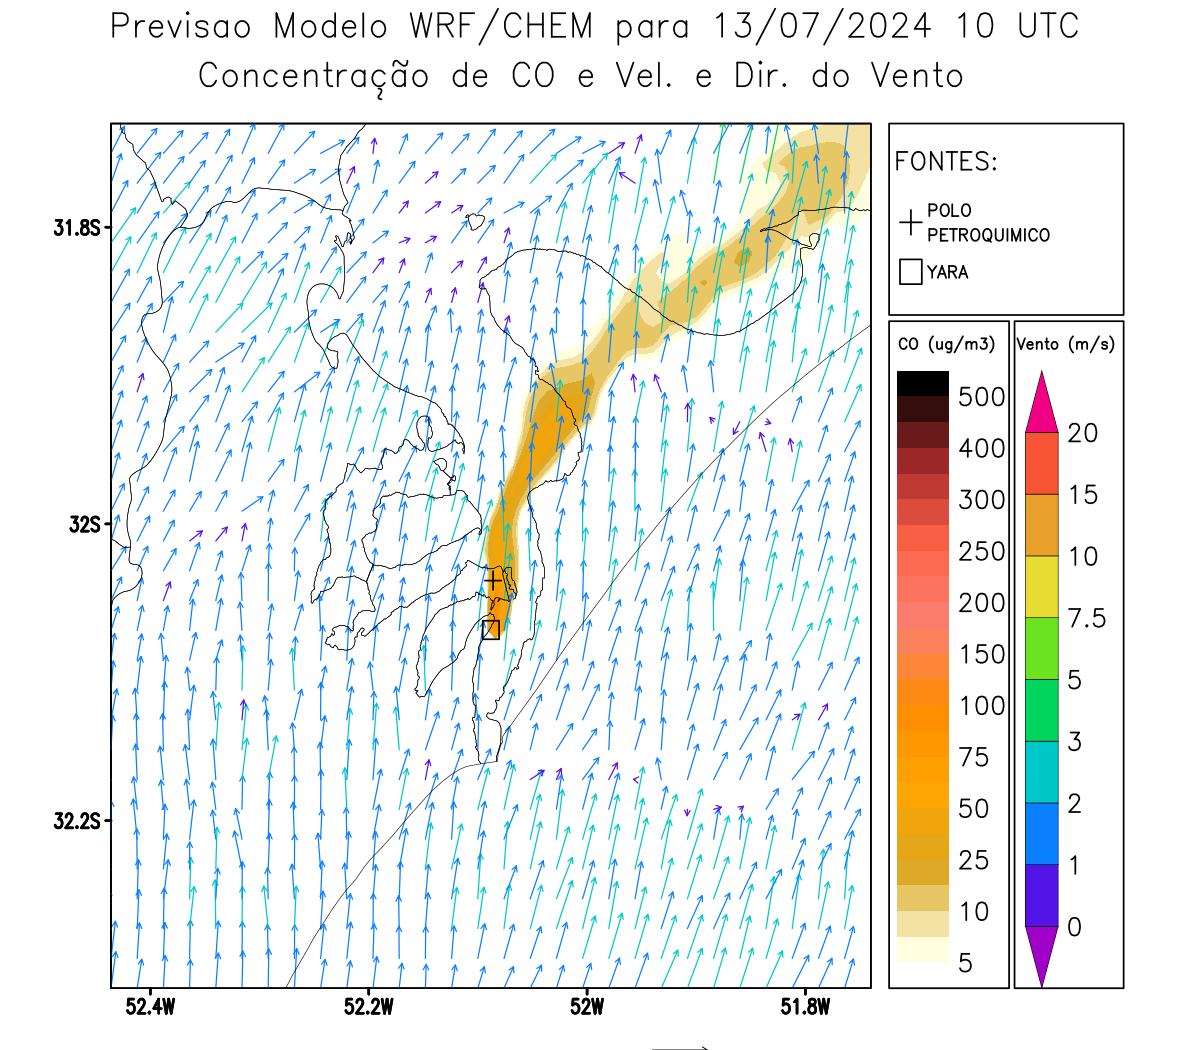 Previsao Modelo WRF/CHEM para 13/07/2024 10 UTC
Concentração de CO e Vel. e Dir. do Vento
FONTES:
POLO
PETROQUIMICO
YARA
CO (ug/m3)
500
400
300
250
200
150
100
75
50
25
10
5
Vento (m/s)
20
15
10
7.5
5
3
2
1
0
31.8S
32S
32.2S
52.4W
52.2W
52W
51.8W